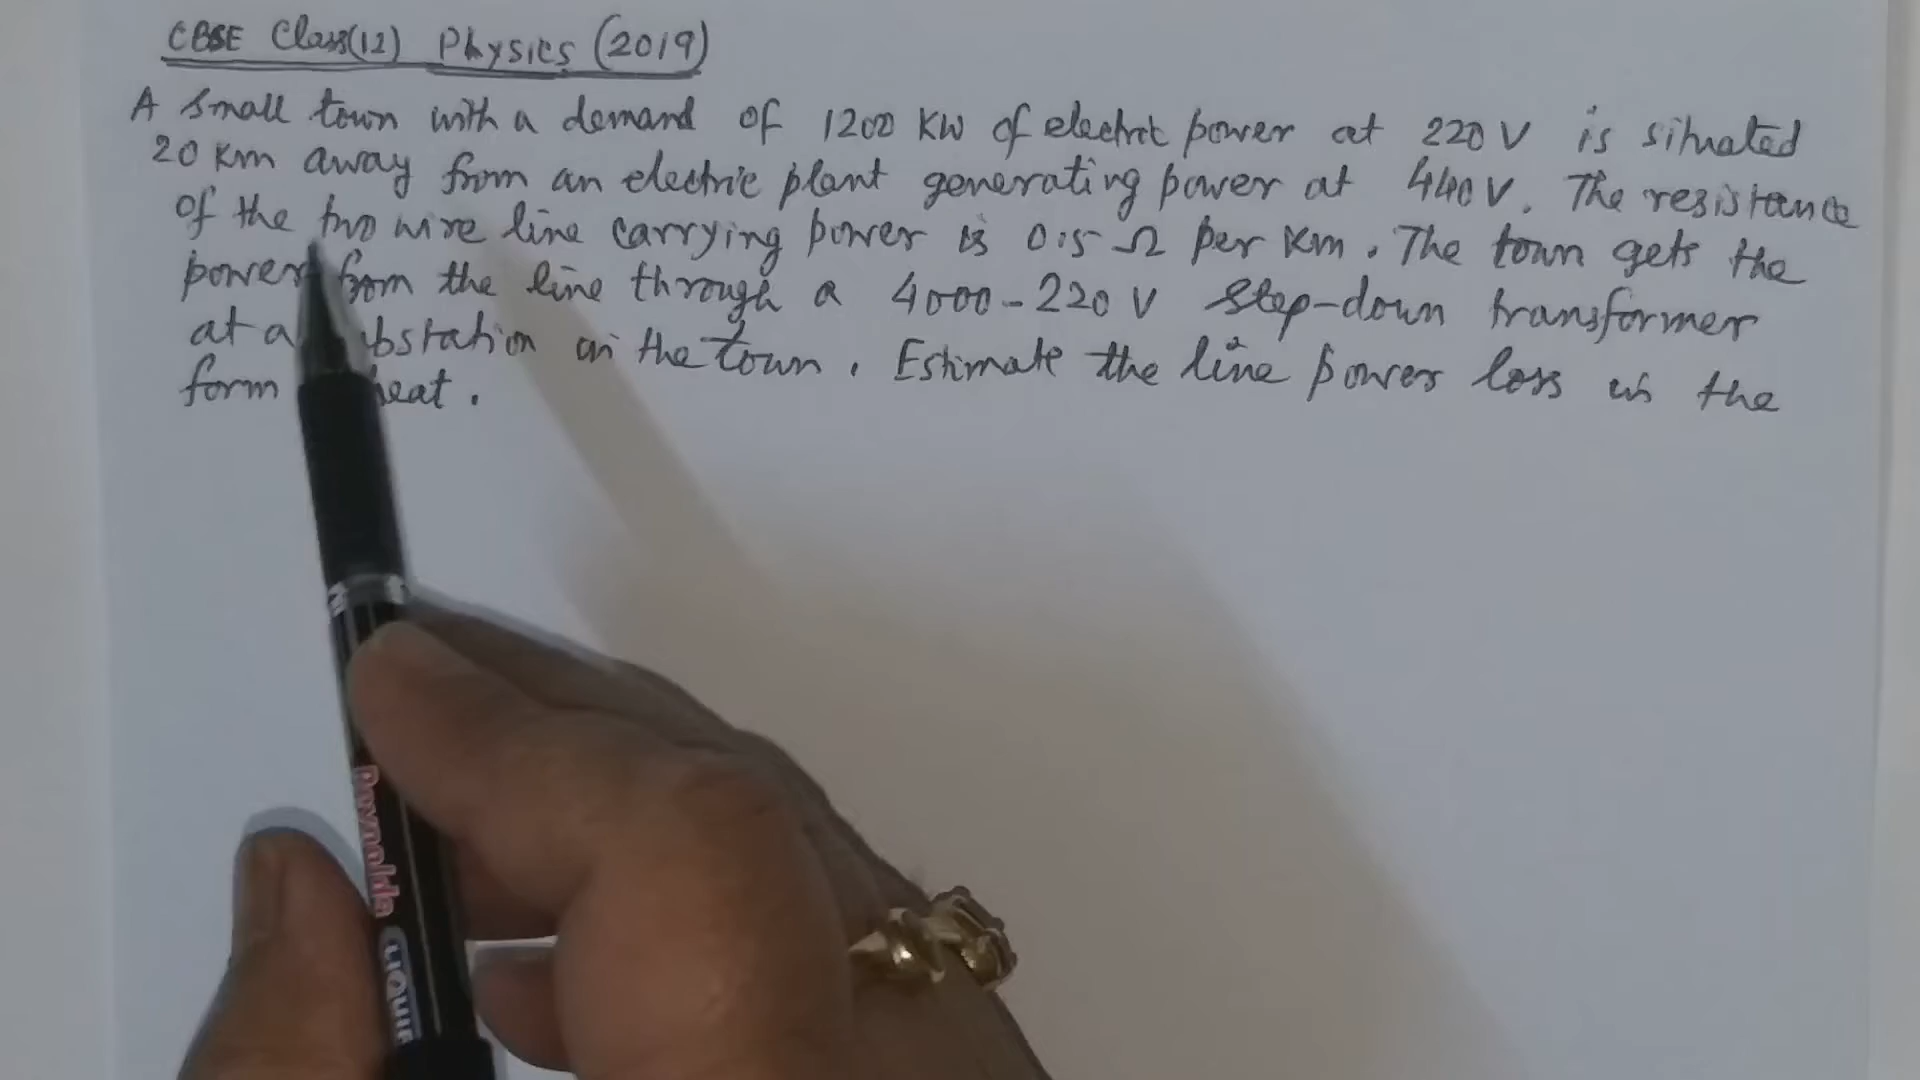 CBSE Class(12) Physics (2019)
A small town with a demand of 1200 KW of electric power at 220 V is situated
20 km away from an electric plant generating power at 440 V. The resistance
of the two wire line carrying power is 0.5 Ω per km. The town gets the
power from the line through a 4000-220 V step-down transformer
at a bstation in the town. Estimate the line power loss in the
form heat.
Reynolds
LIQUI